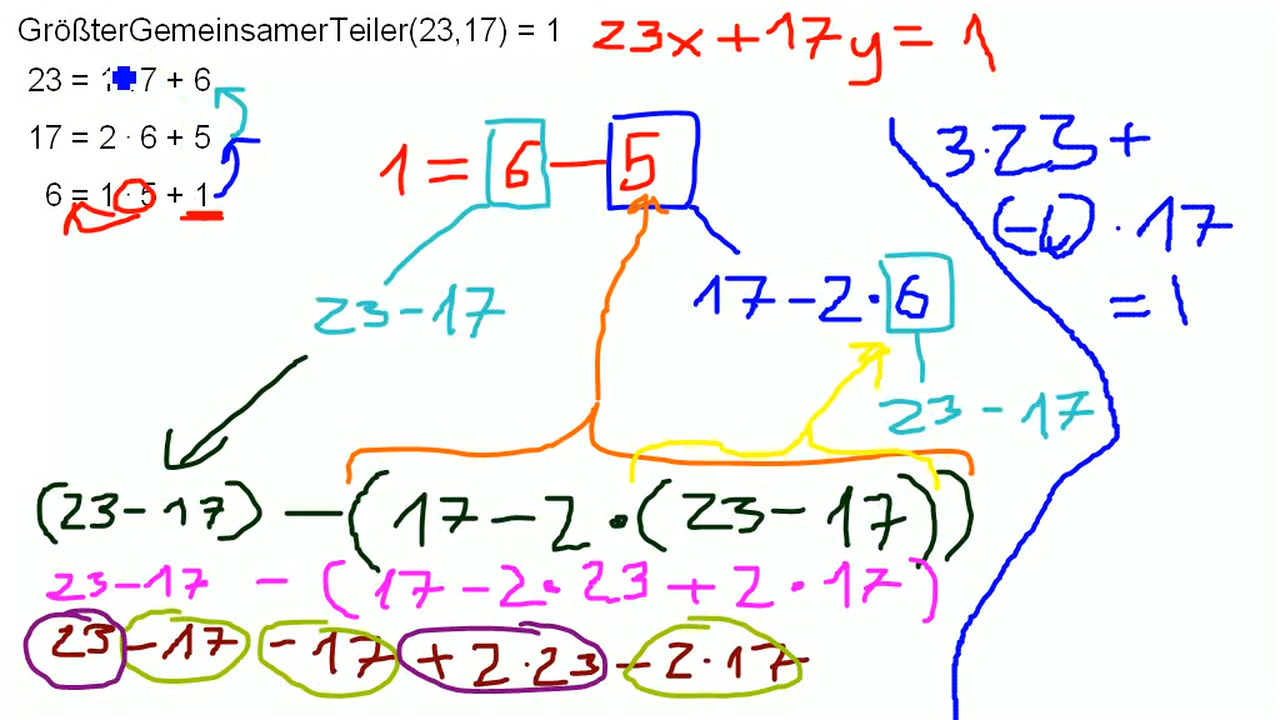 GrößterGemeinsamerTeiler(23,17) = 1
23x + 17y = 1
23 = 1·17 + 6
17 = 2 · 6 + 5
6 = 1 · 5 + 1
1 = 6 — 5
23 - 17
17 - 2 · 6
23 - 17
(23 - 17) — (17 - 2 · (23 - 17))
23 - 17 - (17 - 2 · 23 + 2 · 17)
23 - 17 - 17 + 2 · 23 - 2 · 17
3 · 23 +
(-4) · 17
= 1